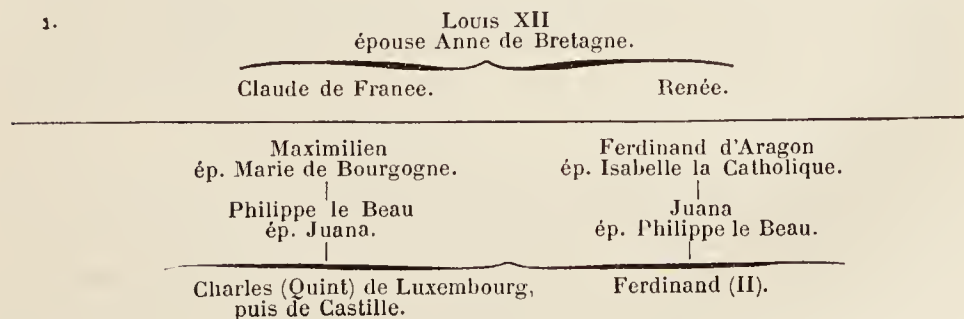 1.
Louis XII
épouse Anne de Bretagne.
Claude de Franee. Renée.
Maximilien Ferdinand d'Aragon
ép. Marie de Bourgogne. ép. Isabelle la Catholique.
Philippe le Beau Juana
ép. Juana. ép. Philippe le Beau.
Charles (Quint) de Luxembourg, Ferdinand (II).
puis de Castille.